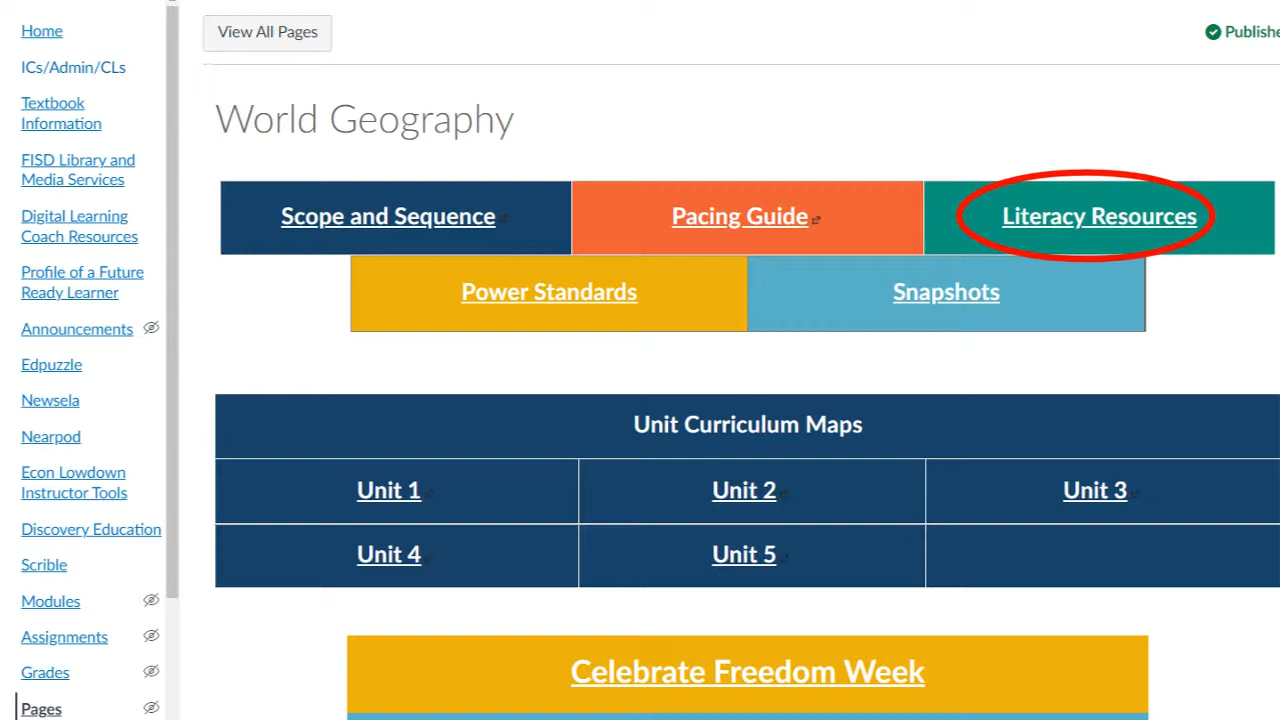 Home
ICs/Admin/CLs
Textbook
Information
FISD Library and
Media Services
Digital Learning
Coach Resources
Profile of a Future
Ready Learner
Announcements
Edpuzzle
Newsela
Nearpod
Econ Lowdown
Instructor Tools
Discovery Education
Scrible
Modules
Assignments
Grades
Pages
View All Pages
Publishe
World Geography
Scope and Sequence
Pacing Guide
Literacy Resources
Power Standards
Snapshots
Unit Curriculum Maps
Unit 1
Unit 2
Unit 3
Unit 4
Unit 5
Celebrate Freedom Week